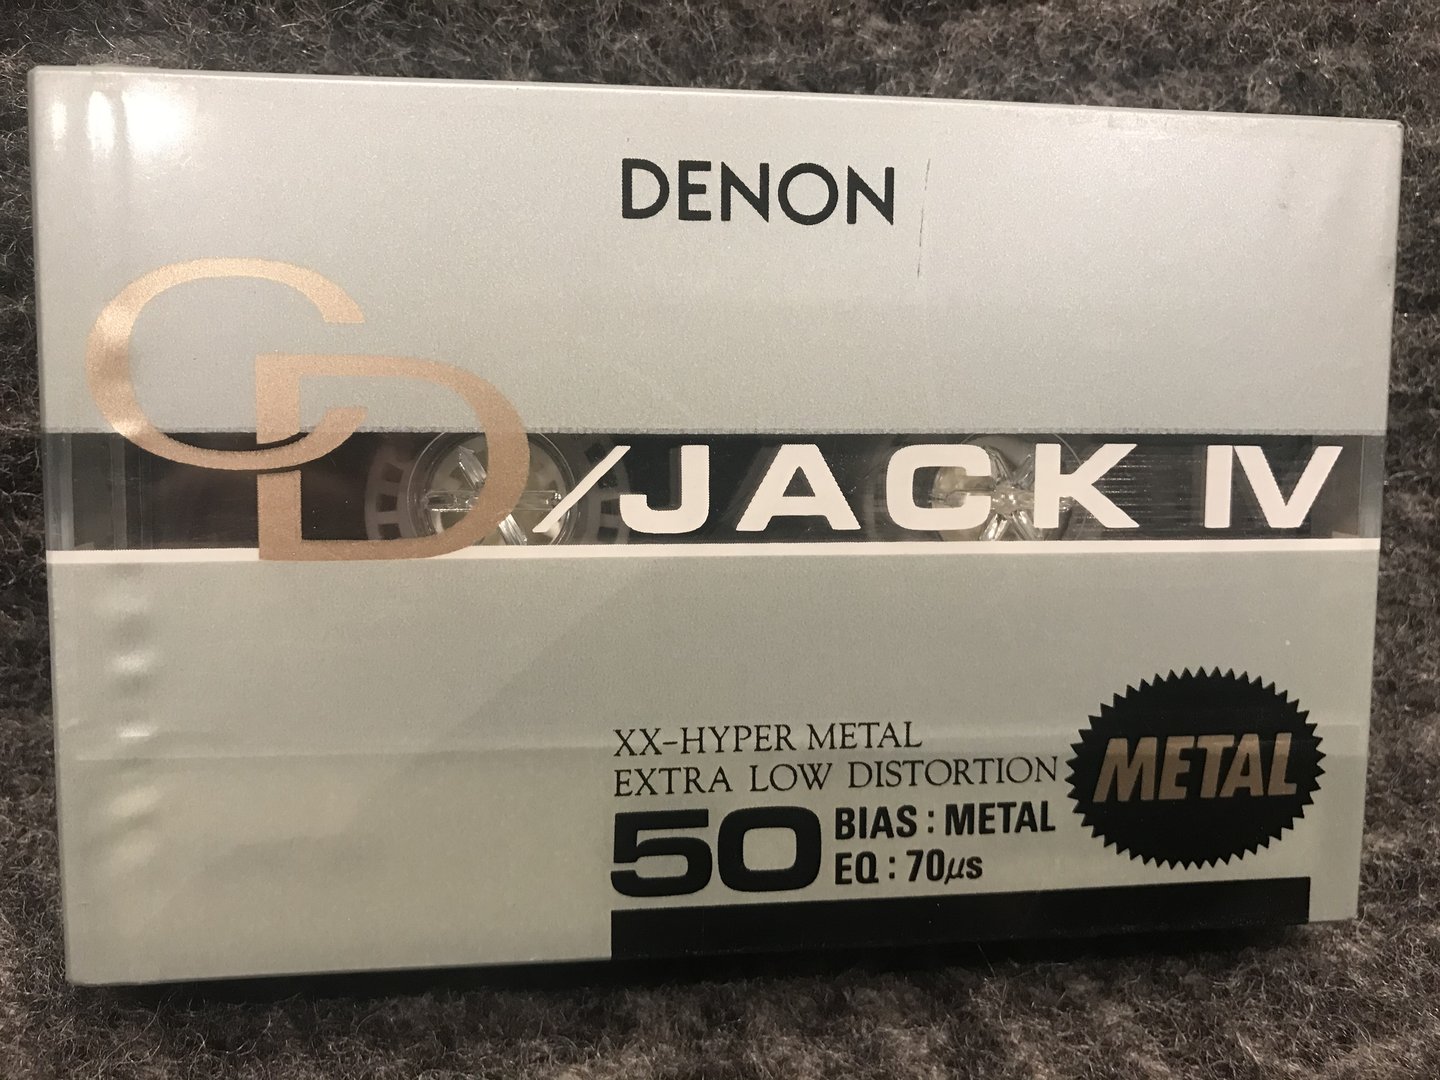 DENON
CD/JACK IV
XX-HYPER METAL
EXTRA LOW DISTORTION
50
BIAS : METAL
EQ : 70μs
METAL